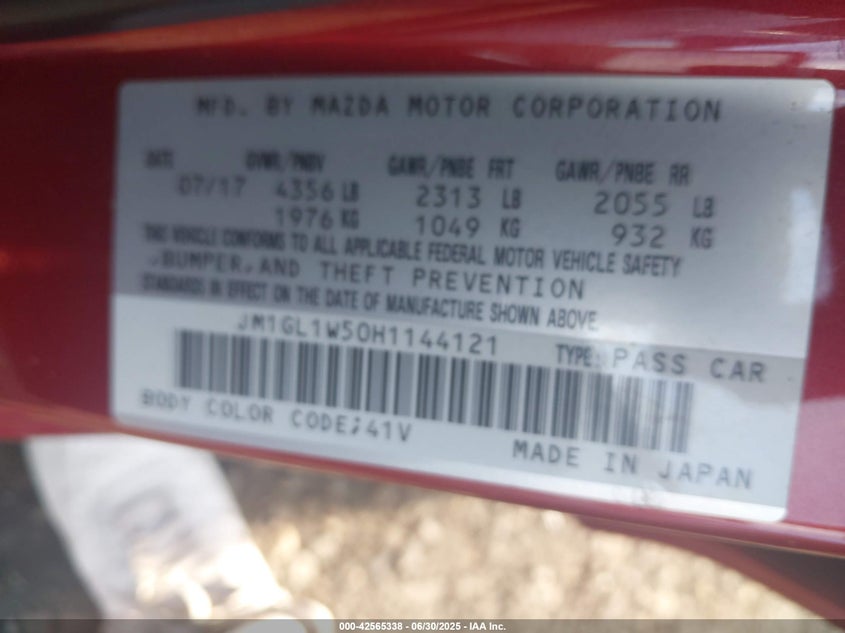 MFD. BY MAZDA MOTOR CORPORATION
DATE GVWR/PNBV GAWR/PNBE FRT GAWR/PNBE RR
07/17 4356 LB 2313 LB 2055 LB
1976 KG 1049 KG 932 KG
THIS VEHICLE CONFORMS TO ALL APPLICABLE FEDERAL MOTOR VEHICLE SAFETY
,BUMPER,AND THEFT PREVENTION
STANDARDS IN EFFECT ON THE DATE OF MANUFACTURE SHOWN ABOVE
JM1GL1W50H1144121 TYPE: PASS CAR
BODY COLOR CODE;41V
MADE IN JAPAN
000-42565338 - 06/30/2025 - IAA Inc.